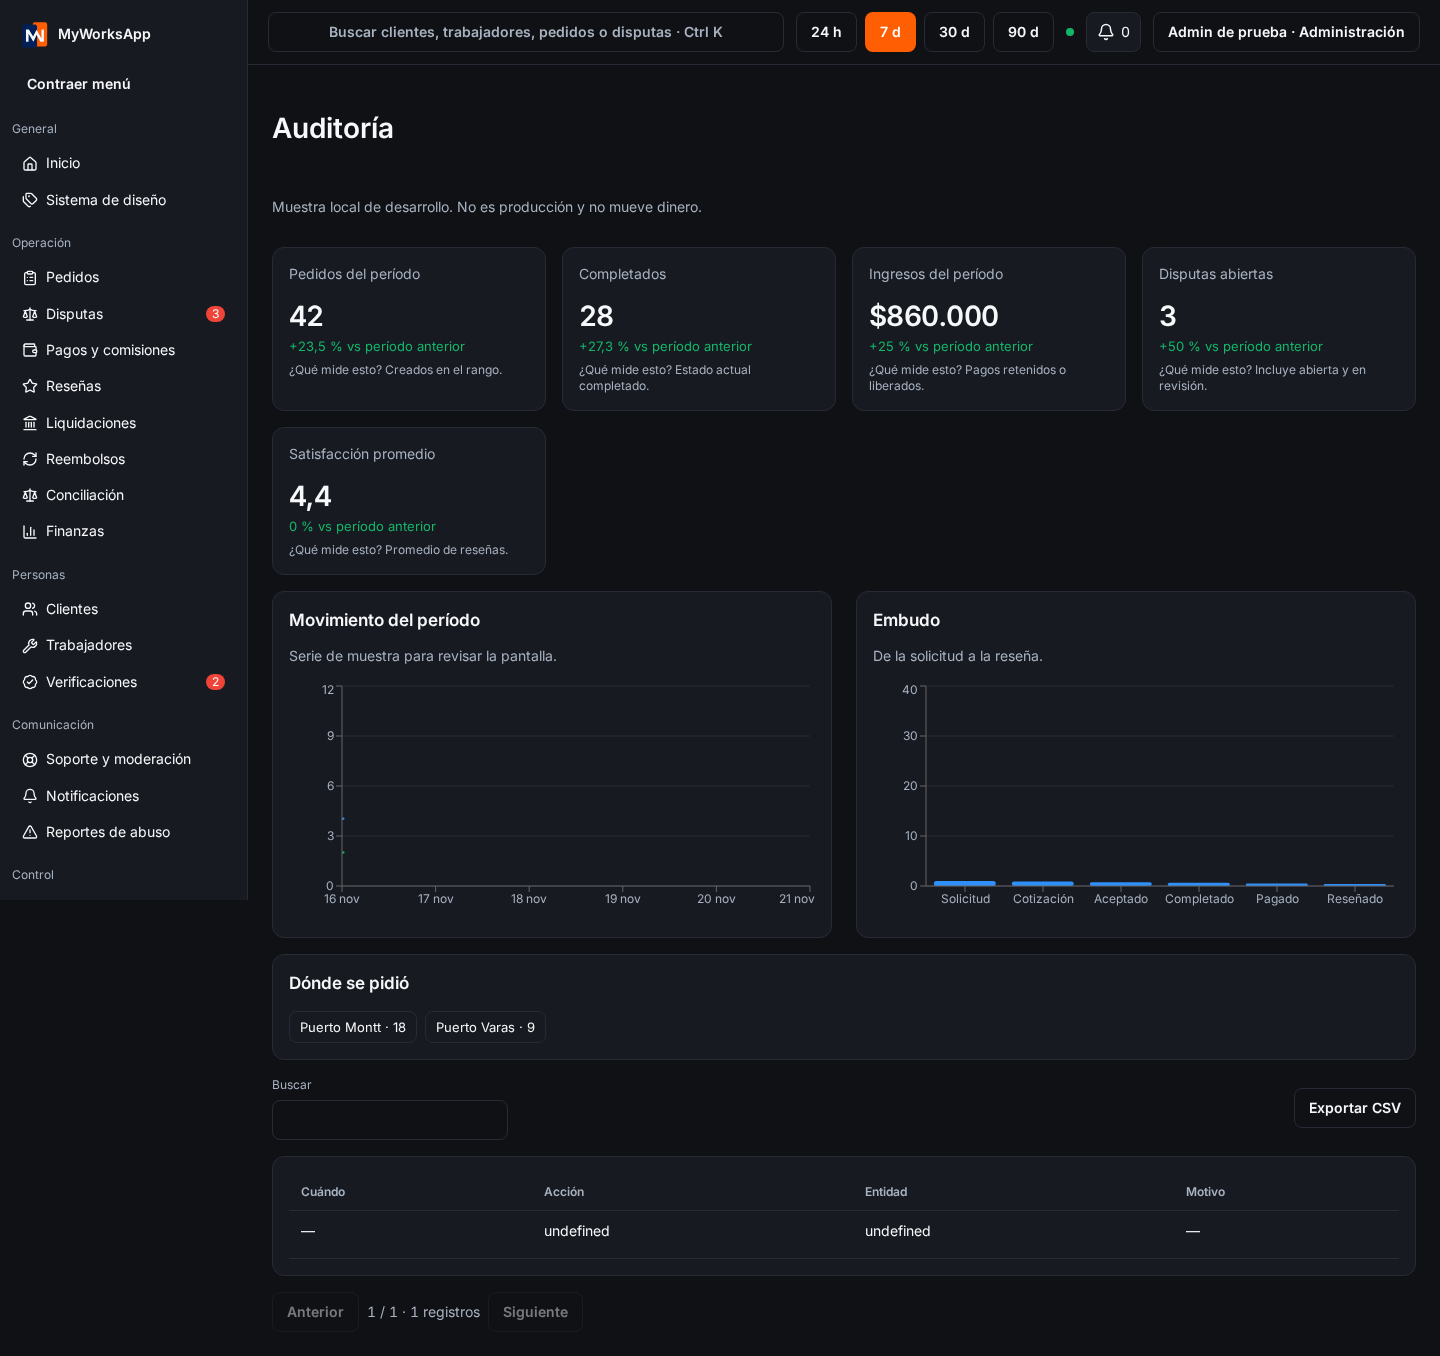 MyWorksApp
Contraer menú
General
Inicio
Sistema de diseño
Operación
Pedidos
Disputas 3
Pagos y comisiones
Reseñas
Liquidaciones
Reembolsos
Conciliación
Finanzas
Personas
Clientes
Trabajadores
Verificaciones 2
Comunicación
Soporte y moderación
Notificaciones
Reportes de abuso
Control
Buscar clientes, trabajadores, pedidos o disputas · Ctrl K
24 h
7 d
30 d
90 d
0
Admin de prueba · Administración
Auditoría
Muestra local de desarrollo. No es producción y no mueve dinero.
Pedidos del período
42
+23,5 % vs período anterior
¿Qué mide esto? Creados en el rango.
Completados
28
+27,3 % vs período anterior
¿Qué mide esto? Estado actual
completado.
Ingresos del período
$860.000
+25 % vs período anterior
¿Qué mide esto? Pagos retenidos o
liberados.
Disputas abiertas
3
+50 % vs período anterior
¿Qué mide esto? Incluye abierta y en
revisión.
Satisfacción promedio
4,4
0 % vs período anterior
¿Qué mide esto? Promedio de reseñas.
Movimiento del período
Serie de muestra para revisar la pantalla.
12
9
6
3
0
16 nov 17 nov 18 nov 19 nov 20 nov 21 nov
Embudo
De la solicitud a la reseña.
40
30
20
10
0
Solicitud Cotización Aceptado Completado Pagado Reseñado
Dónde se pidió
Puerto Montt · 18
Puerto Varas · 9
Buscar
Exportar CSV
Cuándo Acción Entidad Motivo
— undefined undefined —
Anterior 1 / 1 · 1 registros Siguiente